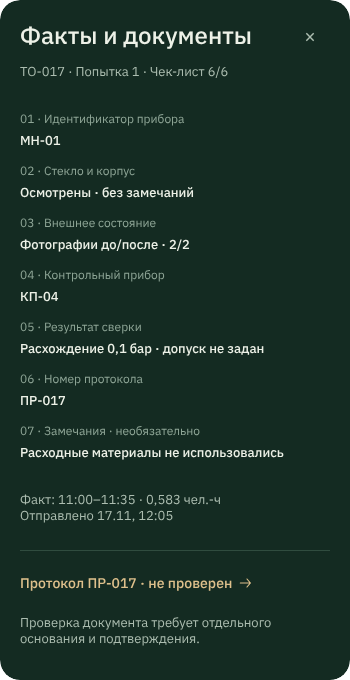 Факты и документы ×
ТО-017 · Попытка 1 · Чек-лист 6/6
01 · Идентификатор прибора
МН-01
02 · Стекло и корпус
Осмотрены · без замечаний
03 · Внешнее состояние
Фотографии до/после · 2/2
04 · Контрольный прибор
КП-04
05 · Результат сверки
Расхождение 0,1 бар · допуск не задан
06 · Номер протокола
ПР-017
07 · Замечания · необязательно
Расходные материалы не использовались
Факт: 11:00–11:35 · 0,583 чел.-ч
Отправлено 17.11, 12:05
Протокол ПР-017 · не проверен →
Проверка документа требует отдельного
основания и подтверждения.